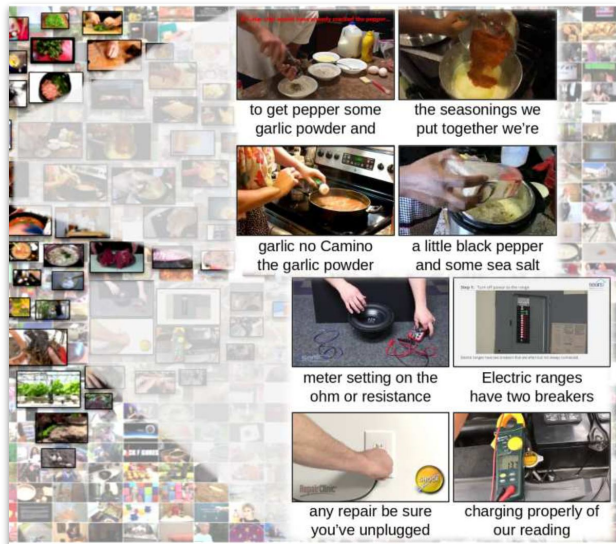 to get pepper some
garlic powder and
the seasonings we
put together we're
garlic no Camino
the garlic powder
a little black pepper
and some sea salt
meter setting on the
ohm or resistance
Electric ranges
have two breakers
RepairClinic
any repair be sure
you've unplugged
charging properly of
our reading